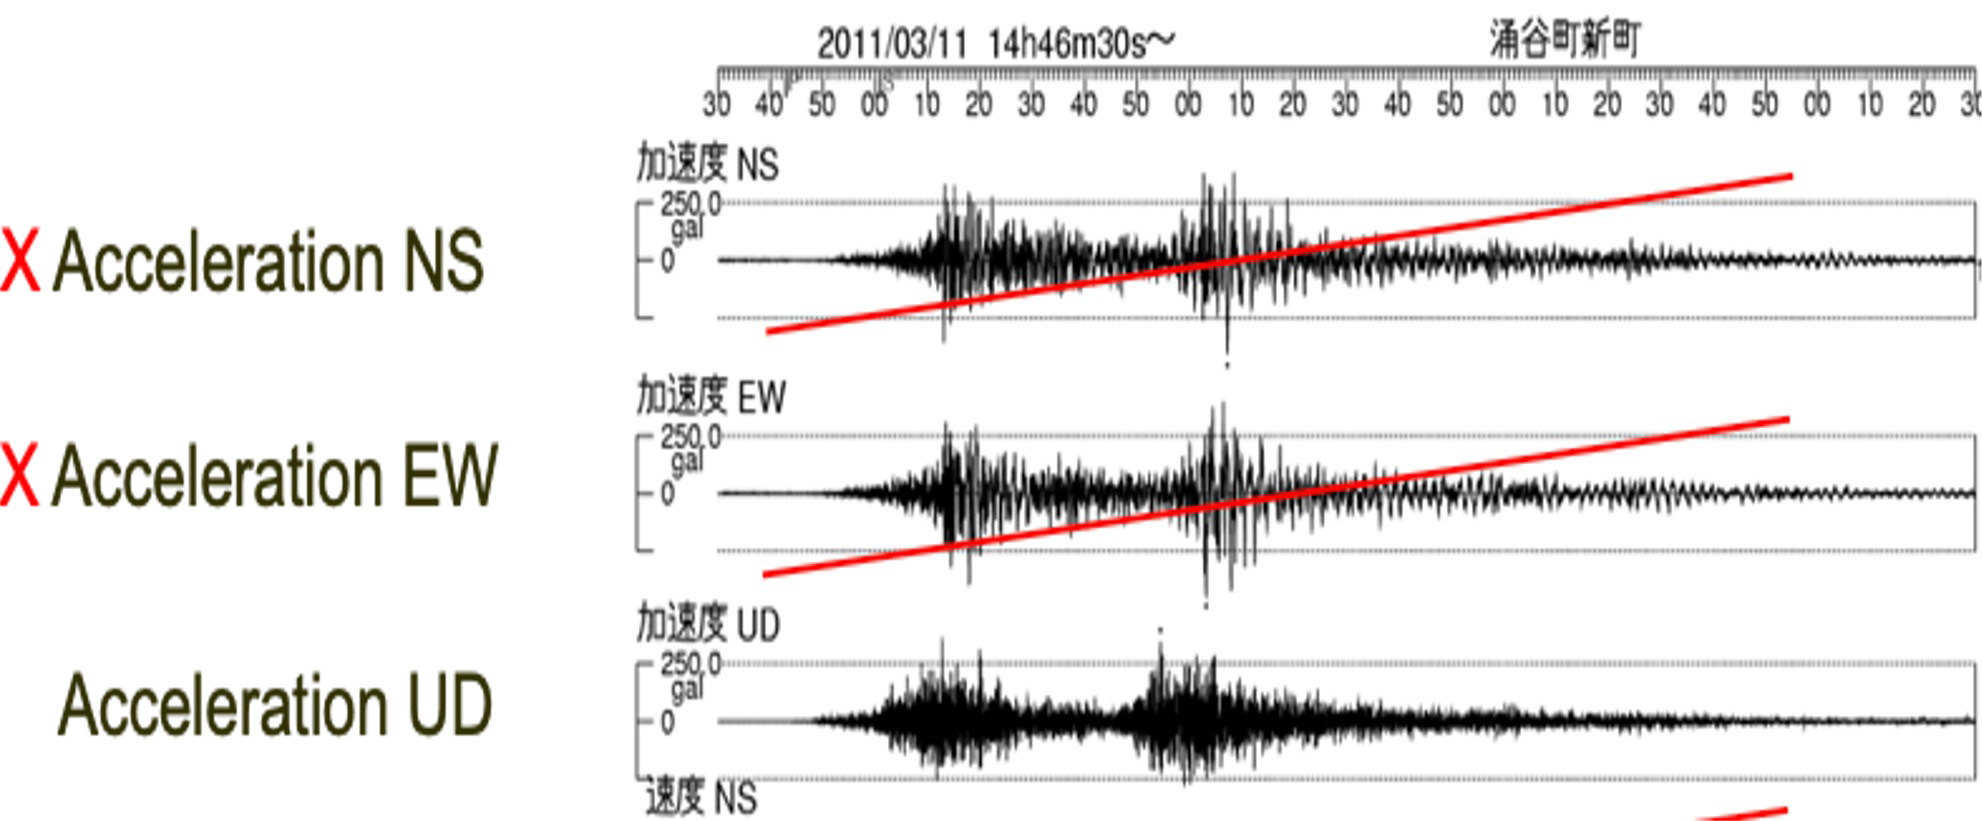 2011/03/11 14h46m30s～ 涌谷町新町
P S
30 40 50 00 10 20 30 40 50 00 10 20 30 40 50 00 10 20 30 40 50 00 10 20 30
加速度 NS
250.0
gal
0
X Acceleration NS
加速度 EW
250.0
gal
0
X Acceleration EW
加速度 UD
250.0
gal
0
Acceleration UD
速度 NS